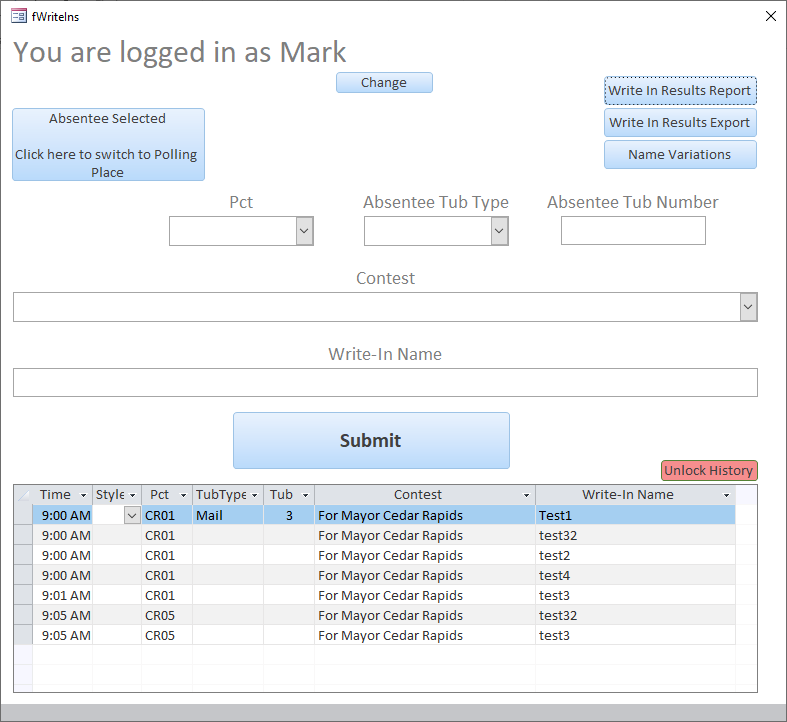 fWriteIns
You are logged in as Mark
Change
Write In Results Report
Absentee Selected
Write In Results Export
Click here to switch to Polling
Place
Name Variations
Pct Absentee Tub Type Absentee Tub Number
Contest
Write-In Name
Submit
Unlock History
Time Style Pct TubType Tub Contest Write-In Name
9:00 AM CR01 Mail 3 For Mayor Cedar Rapids Test1
9:00 AM CR01 For Mayor Cedar Rapids test32
9:00 AM CR01 For Mayor Cedar Rapids test2
9:00 AM CR01 For Mayor Cedar Rapids test4
9:01 AM CR01 For Mayor Cedar Rapids test3
9:05 AM CR05 For Mayor Cedar Rapids test32
9:05 AM CR05 For Mayor Cedar Rapids test3